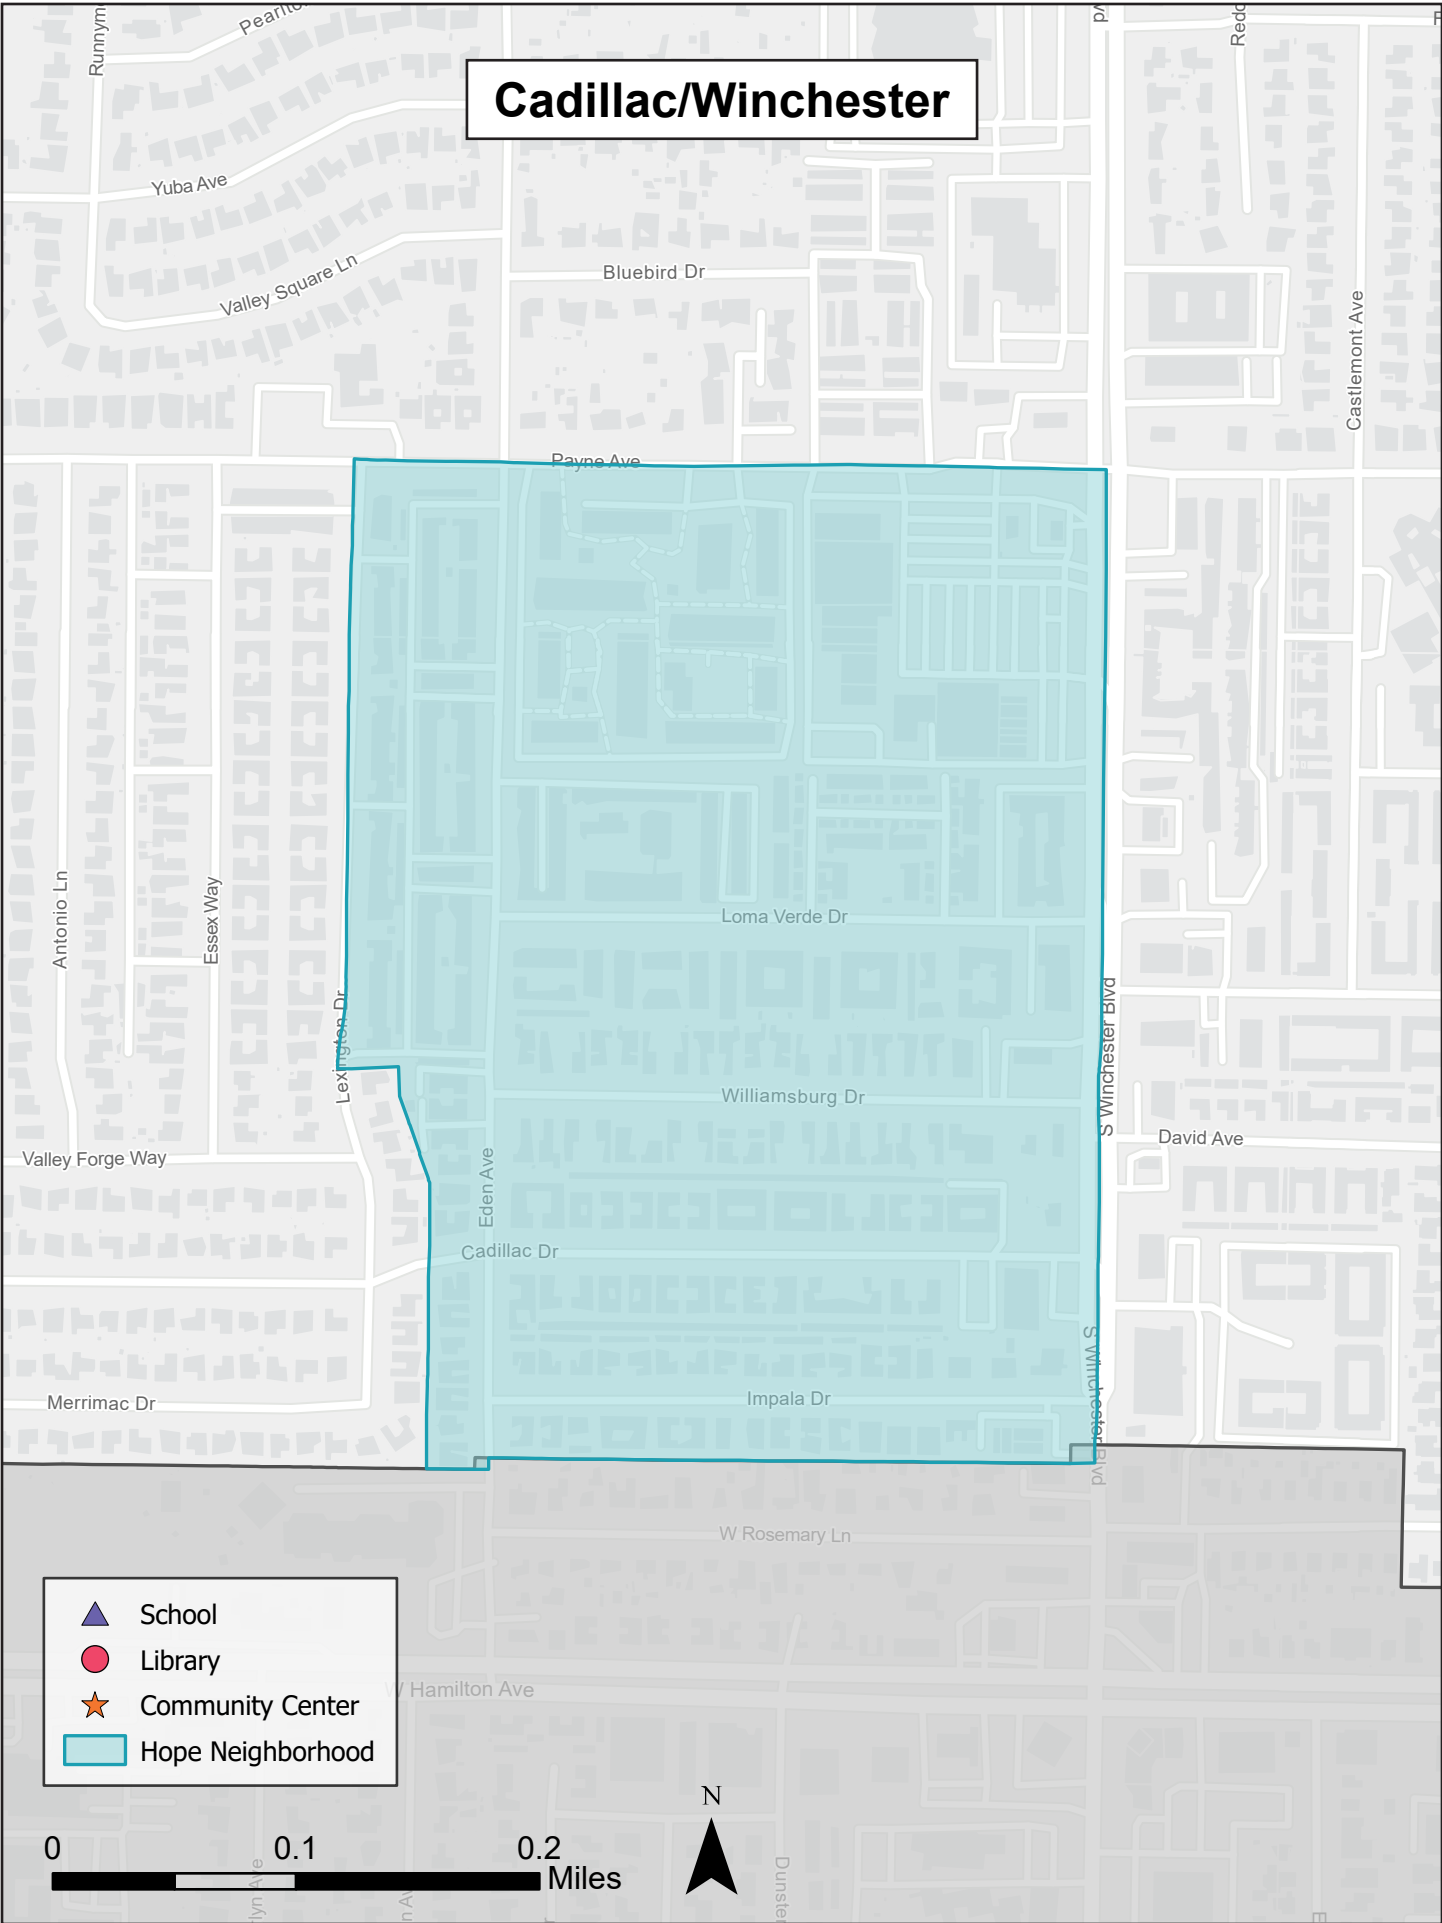 Cadillac/Winchester
Yuba Ave
Valley Square Ln
Bluebird Dr
Castlemont Ave
Payne Ave
Antonio Ln
Essex Way
Loma Verde Dr
Lexington Dr
S Winchester Blvd
Williamsburg Dr
David Ave
Valley Forge Way
Eden Ave
Cadillac Dr
S Winchester Blvd
Merrimac Dr
Impala Dr
W Rosemary Ln
W Hamilton Ave
School
Library
Community Center
Hope Neighborhood
N
0 0.1 0.2
Miles